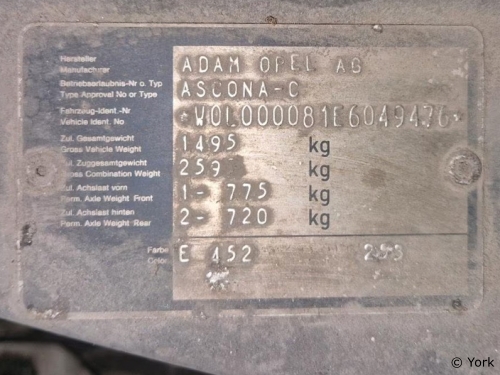 Hersteller
Manufacturer
ADAM OPEL AG
Betriebserlaubnis-Nr o. Typ
Type Approval No or Type
ASCONA-C
Fahrzeug-Ident.-Nr
Vehicle Ident. No
Zul. Gesamtgewicht
Gross Vehicle Weight
1495 kg
Zul. Zuggesamtgewicht
Gross Combination Weight
kg
Zul. Achslast vorn
Perm. Axle Weight Front
1- 775 kg
Zul. Achslast hinten
Perm. Axle Weight Rear
2- 720 kg
Farbe
Color
E 452
© York